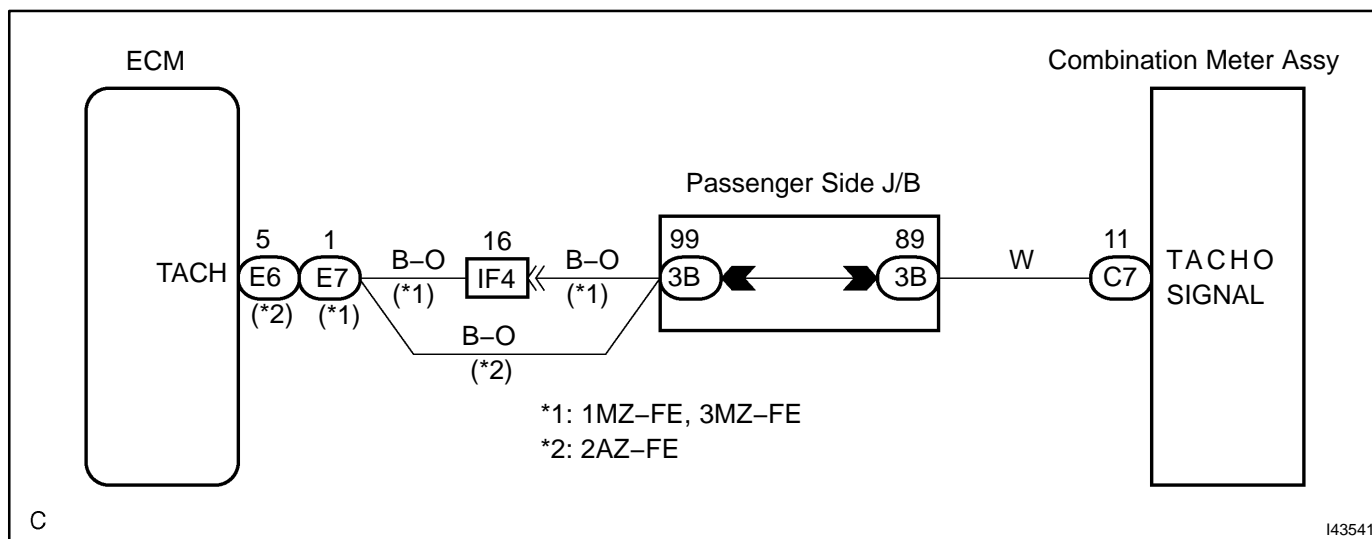 ECM
Combination Meter Assy
Passenger Side J/B
5 1 16 99 89 11
TACH E6 E7 B–O IF4 B–O 3B 3B W C7 TACHO
SIGNAL
(*2) (*1) (*1) (*1)
B–O
(*2)
*1: 1MZ–FE, 3MZ–FE
*2: 2AZ–FE
C
I43541